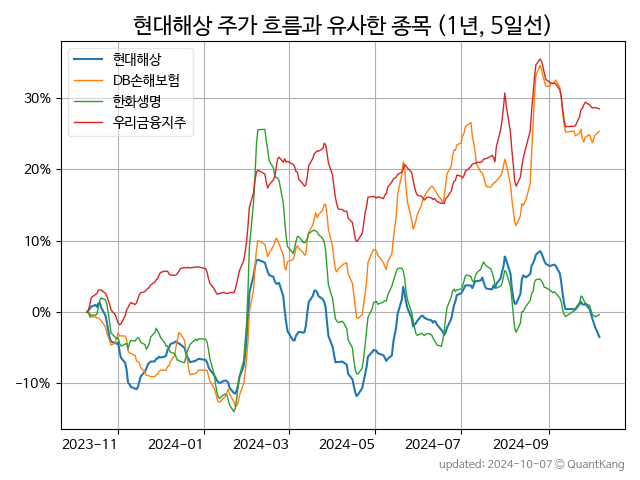 현대해상 주가 흐름과 유사한 종목 (1년, 5일선)
현대해상
DB손해보험
한화생명
우리금융지주
30%
20%
10%
0%
−10%
2023−11
2024−01
2024−03
2024−05
2024−07
2024−09
updated: 2024-10-07 © QuantKang